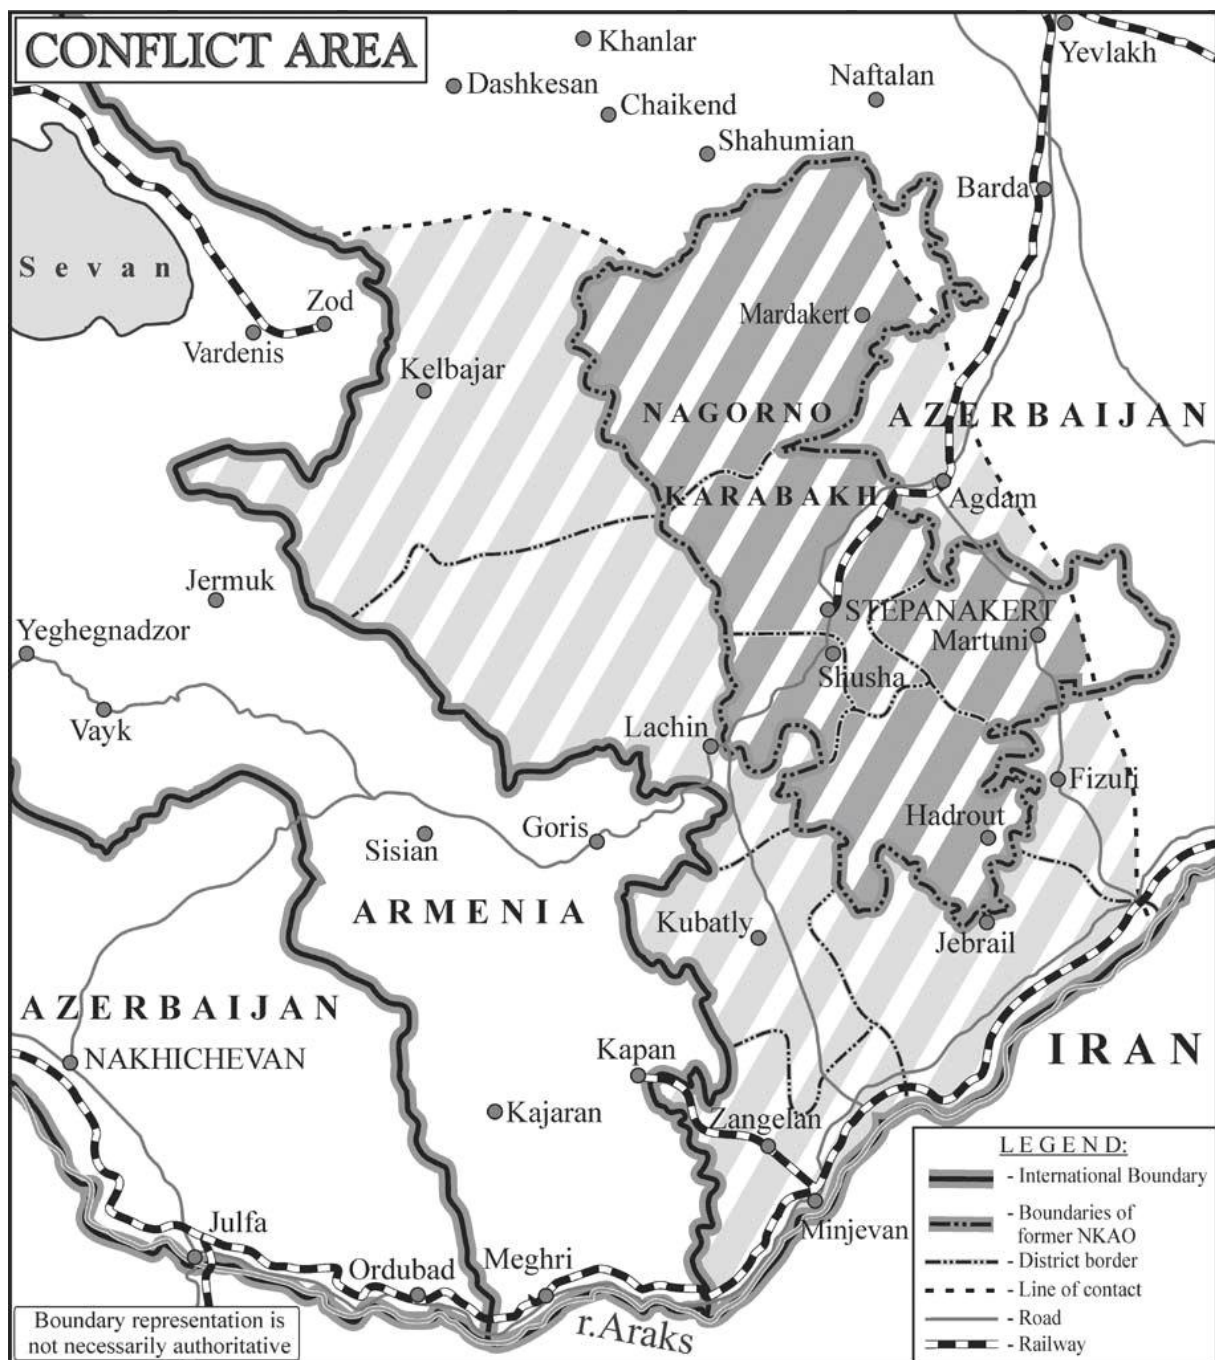 CONFLICT AREA
Khanlar
Yevlakh
Dashkesan
Naftalan
Chaikend
Shahumian
Barda
Sevan
Zod
Mardakert
Vardenis
Kelbajar
NAGORNO
AZERBAIJAN
KARABAKH
Agdam
Jermuk
STEPANAKERT
Martuni
Yeghegnadzor
Shusha
Vayk
Lachin
Fizuli
Goris
Hadrout
Sisian
ARMENIA
Kubatly
Jebrail
AZERBAIJAN
IRAN
NAKHICHEVAN
Kapan
Kajaran
Zangelan
Minjevan
Julfa
Meghri
Ordubad
r.Araks
LEGEND:
- International Boundary
- Boundaries of
former NKAO
- District border
- Line of contact
- Road
- Railway
Boundary representation is
not necessarily authoritative